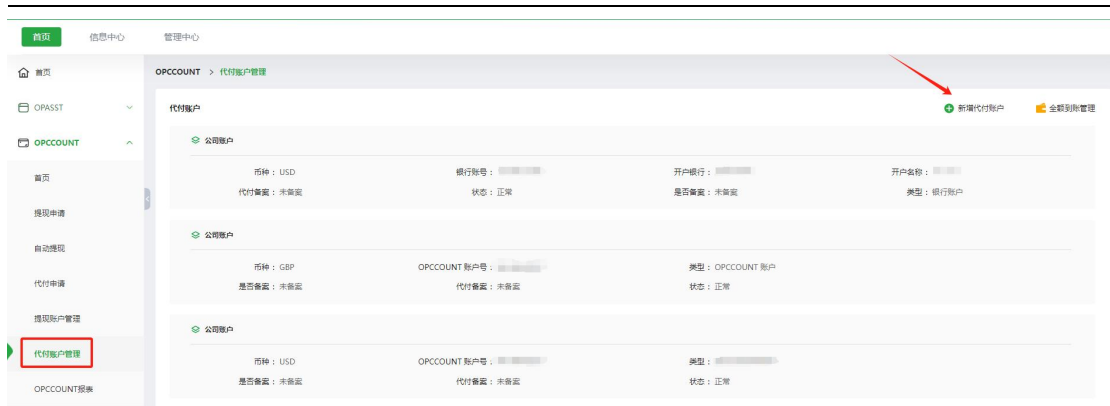 首页 信息中心 管理中心
首页
OPCCOUNT > 代付账户管理
OPASST
代付账户
新增代付账户 全额到账管理
OPCCOUNT
公司账户
首页
币种：USD 银行账号： 开户银行： 开户名称：
代付备案：未备案 状态：正常 是否备案：未备案 类型：银行账户
提现申请
公司账户
自动提现
币种：GBP OPCCOUNT 账户号： 类型：OPCCOUNT 账户
代付申请
是否备案：未备案 代付备案：未备案 状态：正常
提现账户管理
公司账户
代付账户管理
币种：USD OPCCOUNT 账户号： 类型：
OPCCOUNT报表
是否备案：未备案 代付备案：未备案 状态：正常